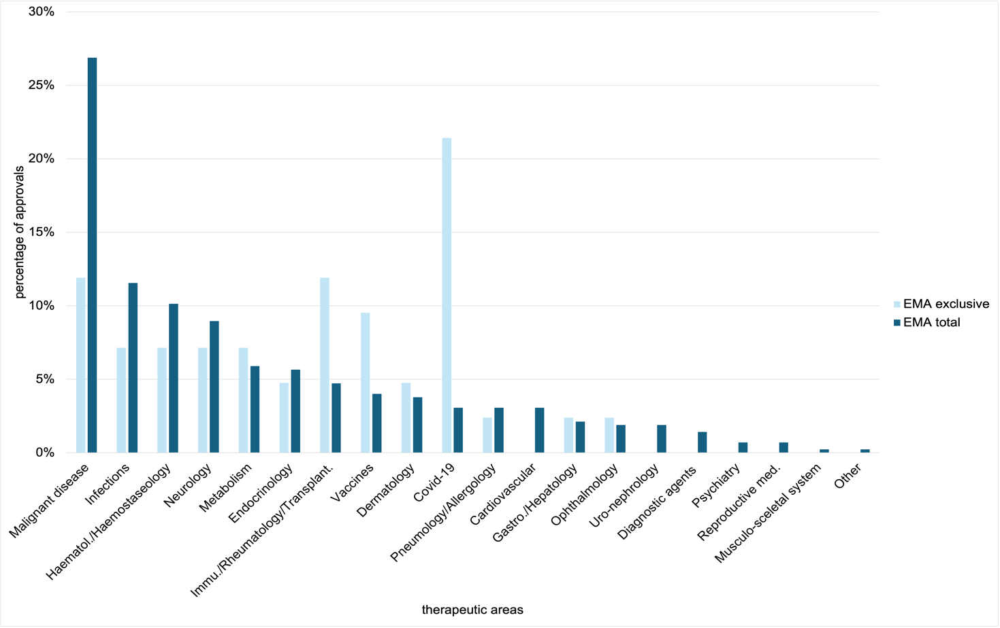 30%
25%
20%
15%
10%
5%
0%
percentage of approvals
Malignant disease
Infections
Haematol./Haemostaseology
Neurology
Metabolism
Endrocrinology
Immu./Rheumatology/Transplant.
Vaccines
Dermatology
Covid-19
Pneumology/Allergology
Cardiovascular
Gastro./Hepatology
Ophthalmology
Uro-nephrology
Diagnostic agents
Psychiatry
Reproductive med.
Musculo-sceletal system
Other
therapeutic areas
EMA exclusive
EMA total